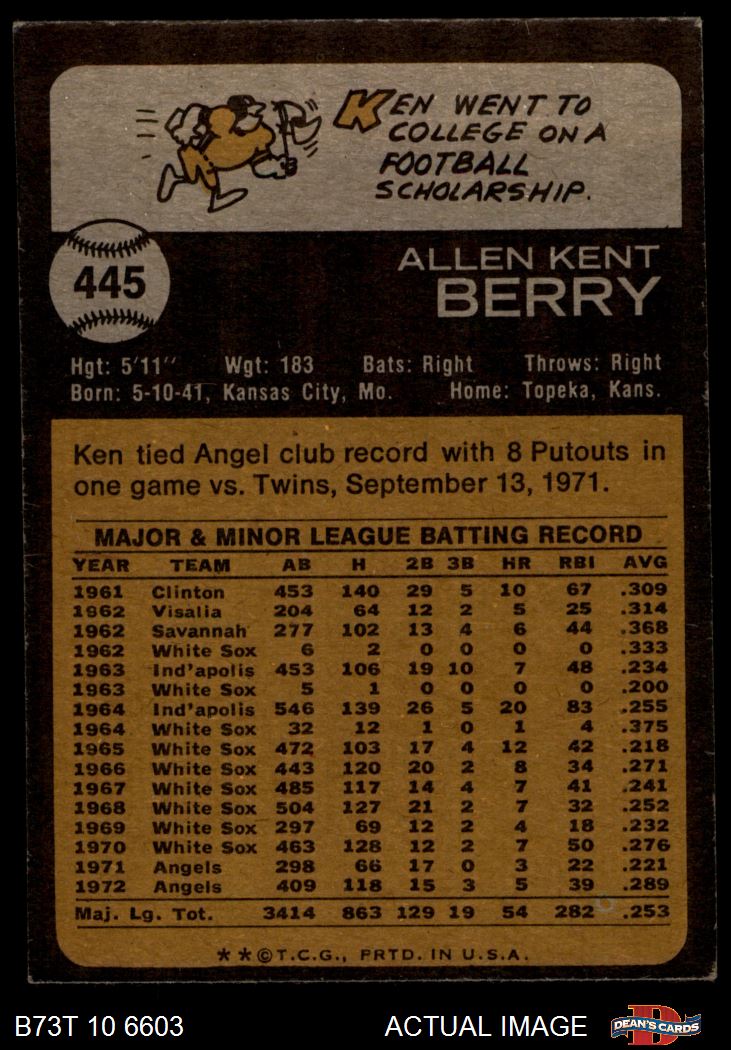 KEN WENT TO
COLLEGE ON A
FOOTBALL
SCHOLARSHIP.
445
ALLEN KENT
BERRY
Hgt: 5'11" Wgt: 183 Bats: Right Throws: Right
Born: 5-10-41, Kansas City, Mo. Home: Topeka, Kans.
Ken tied Angel club record with 8 Putouts in
one game vs. Twins, September 13, 1971.
MAJOR & MINOR LEAGUE BATTING RECORD
YEAR TEAM AB H 2B 3B HR RBI AVG
1961 Clinton 453 140 29 5 10 67 .309
1962 Visalia 204 64 12 2 5 25 .314
1962 Savannah 277 102 13 4 6 44 .368
1962 White Sox 6 2 0 0 0 0 .333
1963 Ind'apolis 453 106 19 10 7 48 .234
1963 White Sox 5 1 0 0 0 0 .200
1964 Ind'apolis 546 139 26 5 20 83 .255
1964 White Sox 32 12 1 0 1 4 .375
1965 White Sox 472 103 17 4 12 42 .218
1966 White Sox 443 120 20 2 8 34 .271
1967 White Sox 485 117 14 4 7 41 .241
1968 White Sox 504 127 21 2 7 32 .252
1969 White Sox 297 69 12 2 4 18 .232
1970 White Sox 463 128 12 2 7 50 .276
1971 Angels 298 66 17 0 3 22 .221
1972 Angels 409 118 15 3 5 39 .289
Maj. Lg. Tot. 3414 863 129 19 54 282 .253
**©T.C.G., PRTD. IN U.S.A.
B73T 10 6603 ACTUAL IMAGE
D
DEAN'S CARDS